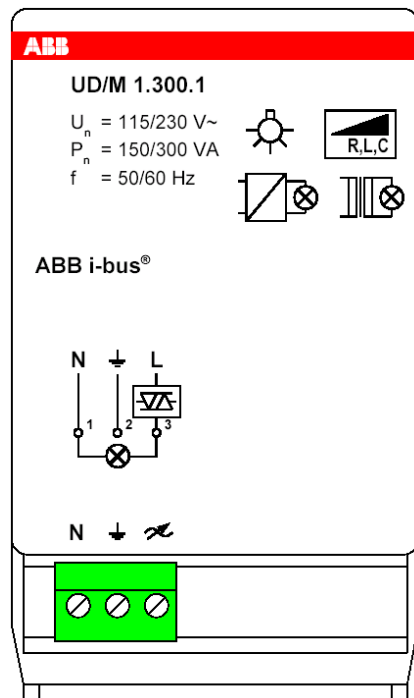 ABB
UD/M 1.300.1
Un = 115/230 V~
Pn = 150/300 VA
f = 50/60 Hz
R,L,C
ABB i-bus®
N L
1 2 3
N